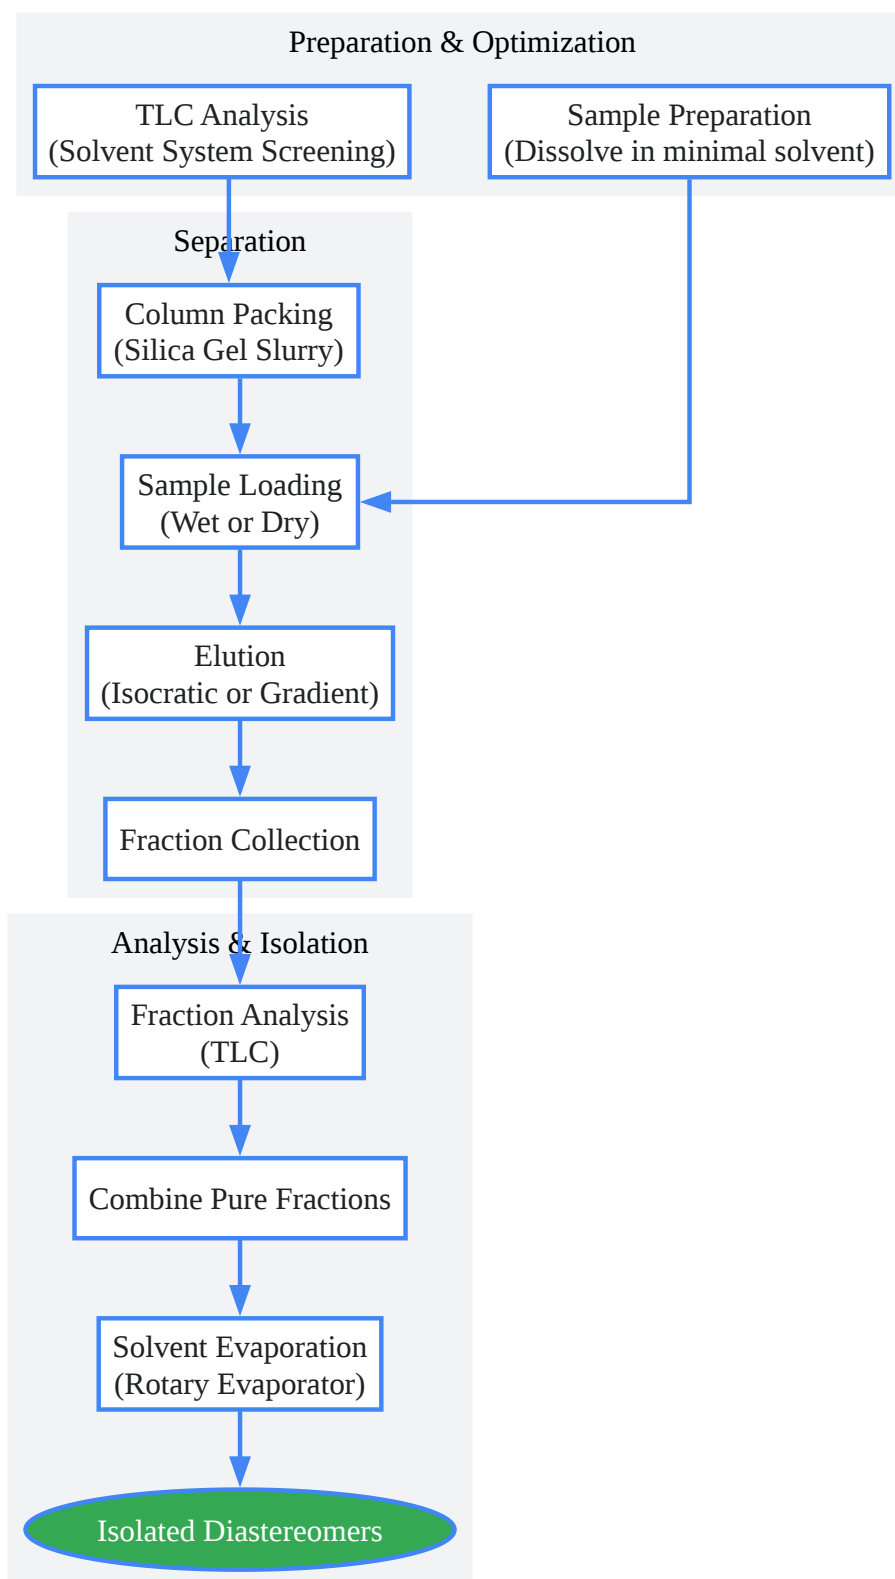 Preparation & Optimization
TLC Analysis
(Solvent System Screening)
Sample Preparation
(Dissolve in minimal solvent)
Separation
Column Packing
(Silica Gel Slurry)
Sample Loading
(Wet or Dry)
Elution
(Isocratic or Gradient)
Fraction Collection
Analysis & Isolation
Fraction Analysis
(TLC)
Combine Pure Fractions
Solvent Evaporation
(Rotary Evaporator)
Isolated Diastereomers